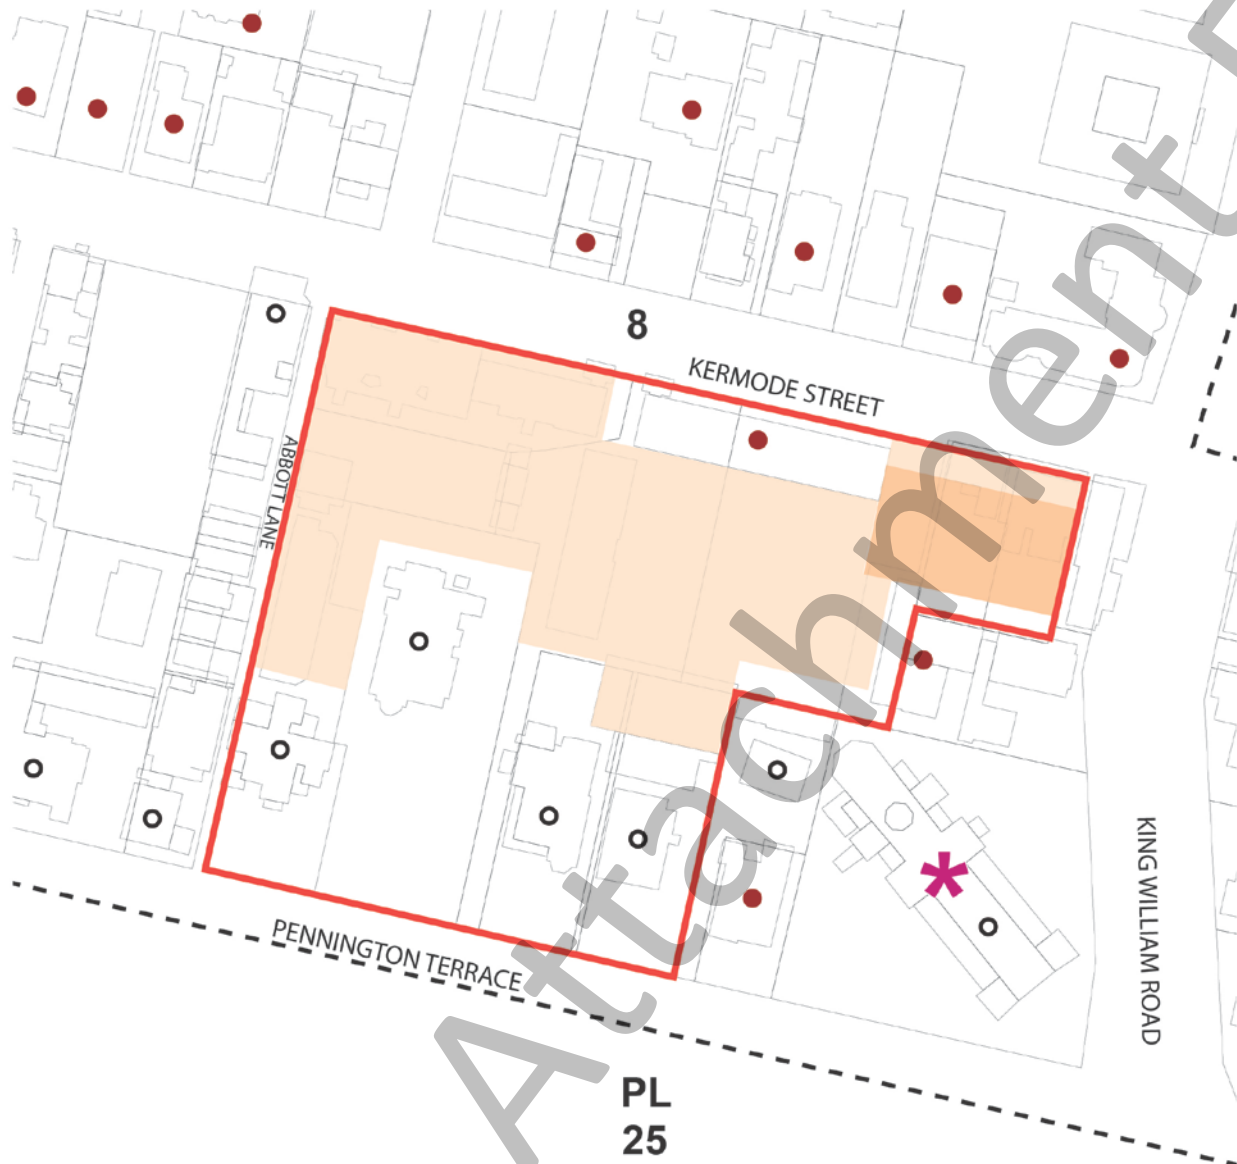 8
KERMODE STREET
ABBOTT LANE
PENNINGTON TERRACE
KING WILLIAM ROAD
PL
25
Attachment